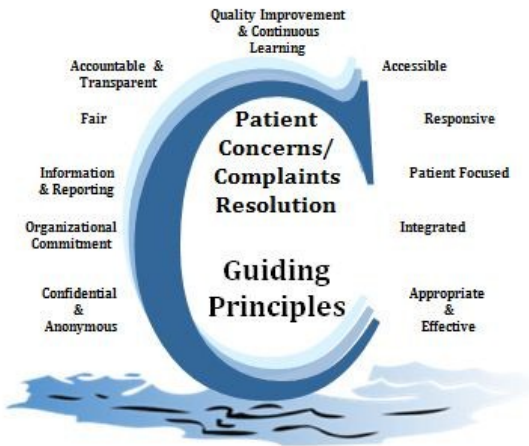 Quality Improvement
& Continuous
Learning
Accountable &
Transparent
Accessible
Fair
Responsive
Information
& Reporting
Patient Focused
Organizational
Commitment
Integrated
Confidential
&
Anonymous
Appropriate
&
Effective
C
Patient
Concerns/
Complaints
Resolution
Guiding
Principles